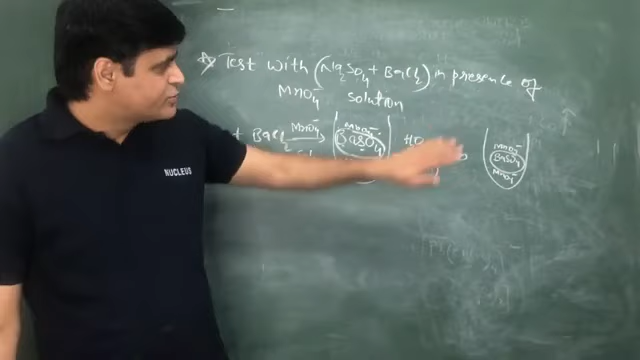 Test with (Na2SO4 + BaCl2) in presence of
MnO4- solution
+ BaCl2 MnO4-
MnO4-
BaSO4
MnO4-
BaSO4
MnO4-
NUCLEUS